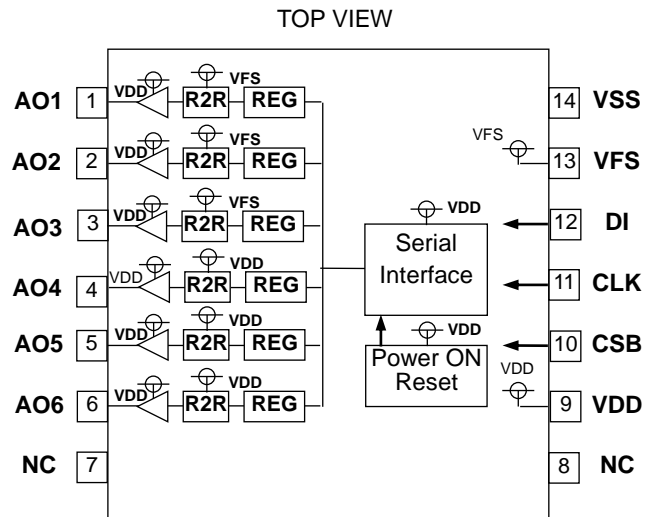 TOP VIEW
AO1 1 VDD R2R VFS REG 14 VSS
AO2 2 VDD R2R VFS REG VFS 13 VFS
AO3 3 VDD R2R VFS REG VDD 12 DI
Serial
Interface
AO4 4 VDD R2R VDD REG 11 CLK
AO5 5 VDD R2R VDD REG VDD 10 CSB
Power ON
Reset
AO6 6 VDD R2R VDD REG VDD 9 VDD
NC 7 8 NC